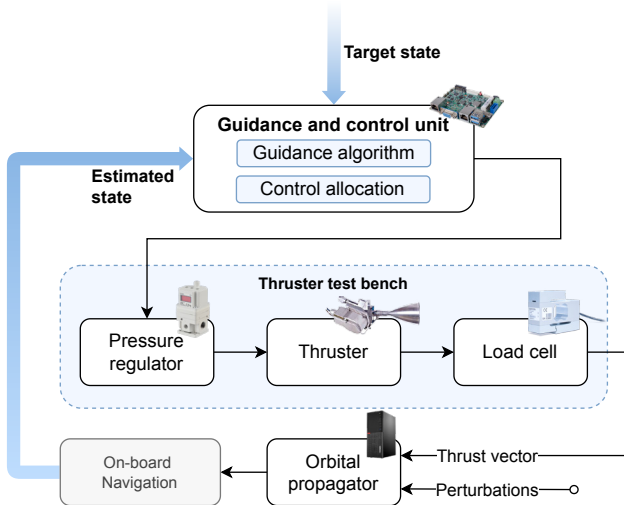 Target state
Guidance and control unit
Guidance algorithm
Control allocation
Estimated
state
Thruster test bench
Pressure
regulator
Thruster
Load cell
On-board
Navigation
Orbital
propagator
Thrust vector
Perturbations